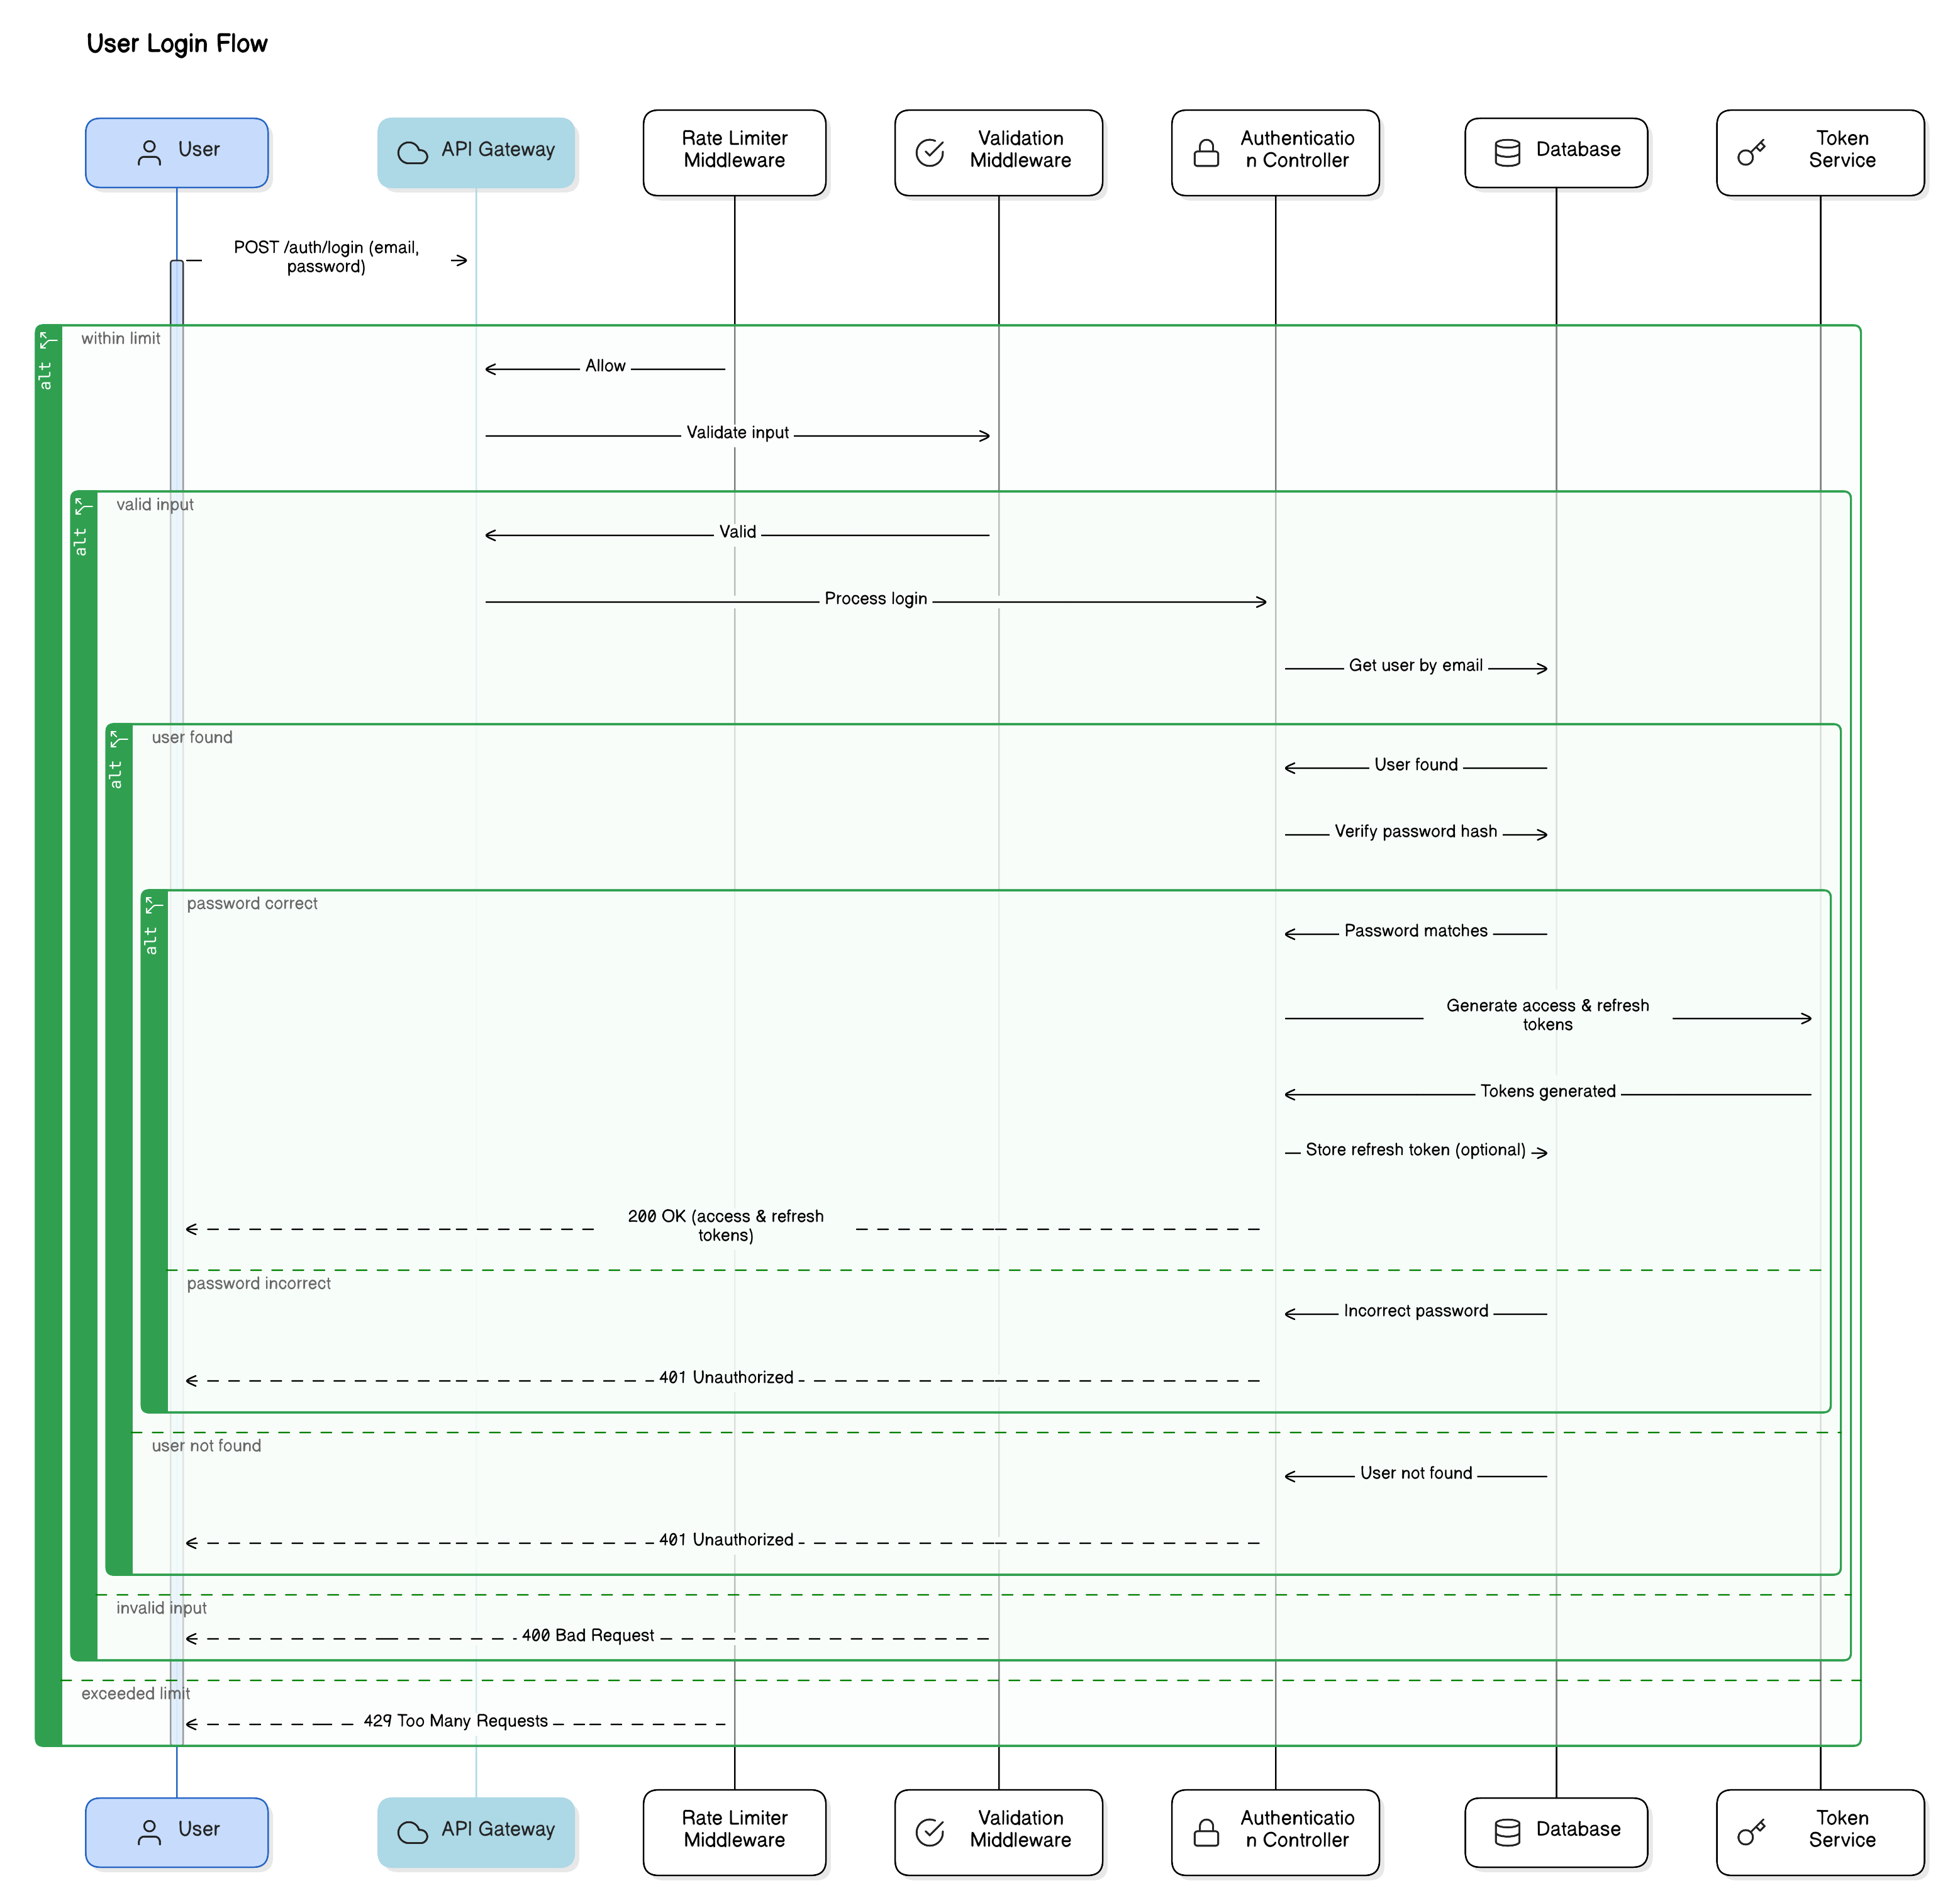 User Login Flow
User
API Gateway
Rate Limiter
Middleware
Validation
Middleware
Authenticatio
n Controller
Database
Token
Service
POST /auth/login (email,
password)
alt
within limit
Allow
Validate input
alt
valid input
Valid
Process login
Get user by email
alt
user found
User found
Verify password hash
alt
password correct
Password matches
Generate access & refresh
tokens
Tokens generated
Store refresh token (optional)
200 OK (access & refresh
tokens)
password incorrect
Incorrect password
401 Unauthorized
user not found
User not found
401 Unauthorized
invalid input
400 Bad Request
exceeded limit
429 Too Many Requests
User
API Gateway
Rate Limiter
Middleware
Validation
Middleware
Authenticatio
n Controller
Database
Token
Service